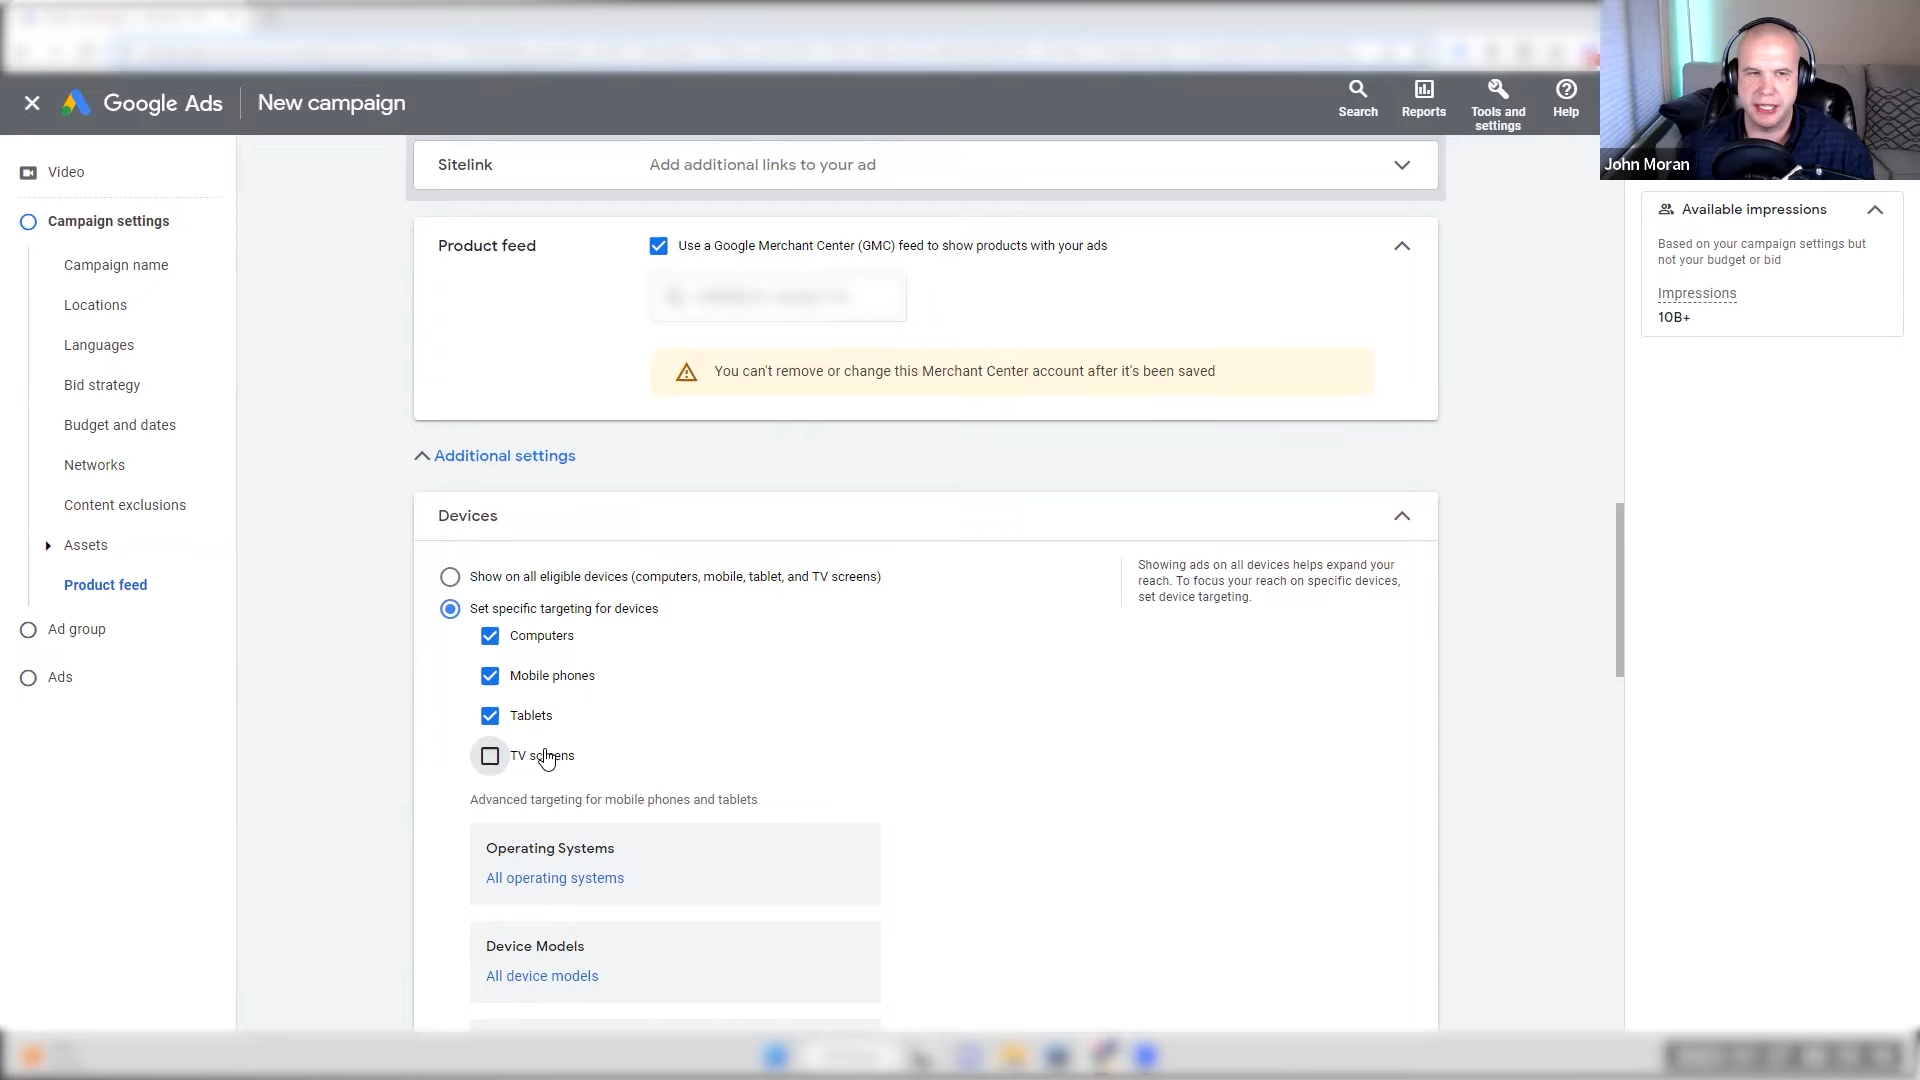 Google Ads
New campaign
Search
Reports
Tools and
settings
Help
John Moran
Video
Campaign settings
Campaign name
Locations
Languages
Bid strategy
Budget and dates
Networks
Content exclusions
Assets
Product feed
Ad group
Ads
Sitelink
Add additional links to your ad
Product feed
Use a Google Merchant Center (GMC) feed to show products with your ads
You can't remove or change this Merchant Center account after it's been saved
Additional settings
Devices
Show on all eligible devices (computers, mobile, tablet, and TV screens)
Set specific targeting for devices
Computers
Mobile phones
Tablets
TV screens
Advanced targeting for mobile phones and tablets
Operating Systems
All operating systems
Device Models
All device models
Showing ads on all devices helps expand your
reach. To focus your reach on specific devices,
set device targeting.
Available impressions
Based on your campaign settings but
not your budget or bid
Impressions
10B+